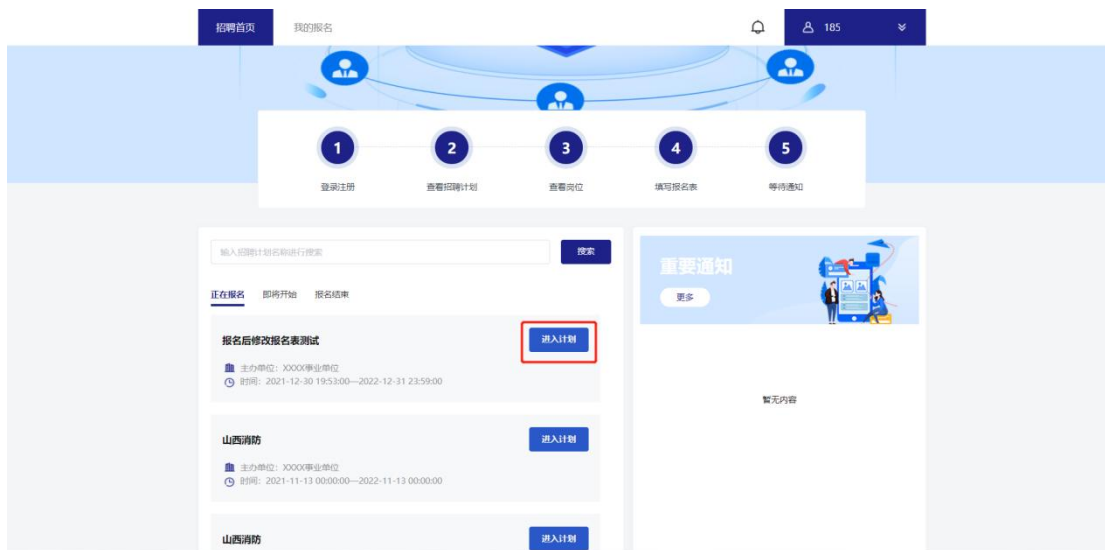 招聘首页 我的报名 185
1 2 3 4 5
登录注册 查看招聘计划 查看岗位 填写报名表 等待通知
输入招聘计划名称进行搜索 搜索
正在报名 即将开始 报名结束
报名后修改报名表测试 进入计划
主办单位：XXXX事业单位
时间：2021-12-30 19:53:00—2022-12-31 23:59:00
山西消防 进入计划
主办单位：XXXX事业单位
时间：2021-11-13 00:00:00—2022-11-13 00:00:00
山西消防 进入计划
重要通知
更多
暂无内容